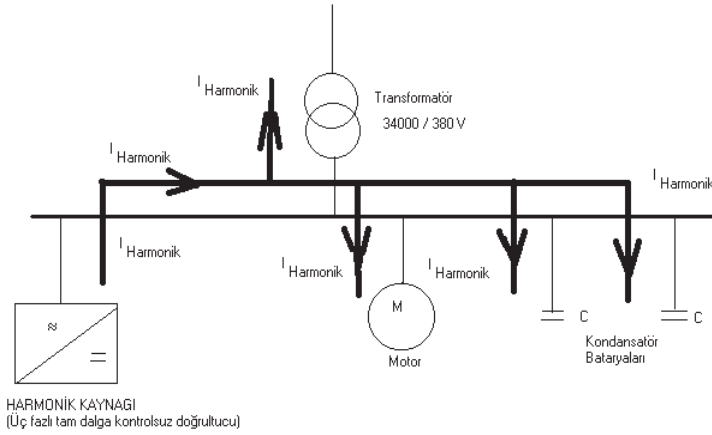 I Harmonik
Transformatör
34000 / 380 V
I Harmonik
I Harmonik
I Harmonik
I Harmonik
I Harmonik
≈
=
M
Motor
C
C
Kondansatör
Bataryaları
HARMONİK KAYNAGI
(Üç fazlı tam dalga kontrolsuz doğrultucu)